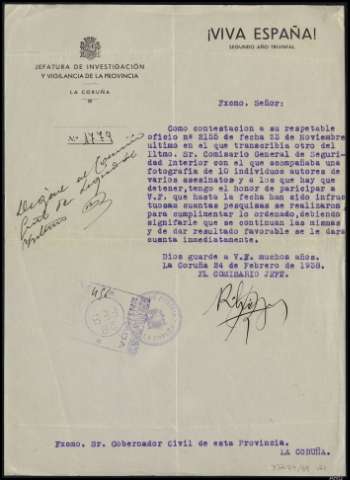 ¡VIVA ESPAÑA!
SEGUNDO AÑO TRIUNFAL
JEFATURA DE INVESTIGACIÓN
Y VIGILANCIA DE LA PROVINCIA
LA CORUÑA
Nº 1779
Excmo. Señor:
Como contestacion a su respetable
oficio nº 2155 de fecha 23 de Noviembre
ultimo en el que transcribia otro del
Iltmo. Sr. Comisario General de Seguri-
dad Interior con el que acompañaba una
fotografia de 10 individuos autores de
varios asesinatos y a los que hay que
detener, tengo el honor de participar a
V.E. que hasta la fecha han sido infruc
tuosas cuantas pesquisas se realizaron
para cumplimentar lo ordenado, debiendo
signifarle que se continuan las mismas
y de dar resultado favorable se le dara
cuenta inmediatamente.
Dios guarde a V.E. muchos años.
La Coruña 24 de Febrero de 1938.
EL COMISARIO JEFE.
Excmo. Sr. Gobernador Civil de esta Provincia.
LA CORUÑA.